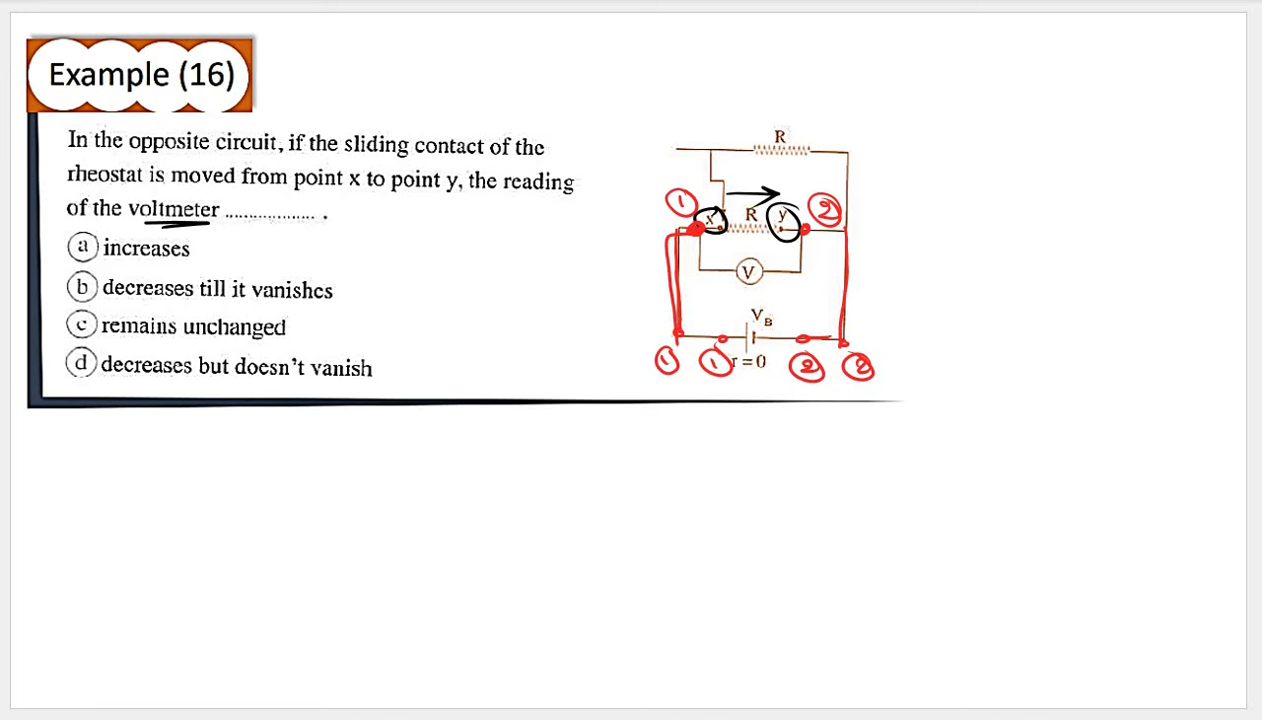 Example (16)
In the opposite circuit, if the sliding contact of the
rheostat is moved from point x to point y, the reading
of the voltmeter .................. .
a increases
b decreases till it vanishes
c remains unchanged
d decreases but doesn't vanish
R
1 x R y 2
V
V_B
1 1 r = 0 2 2